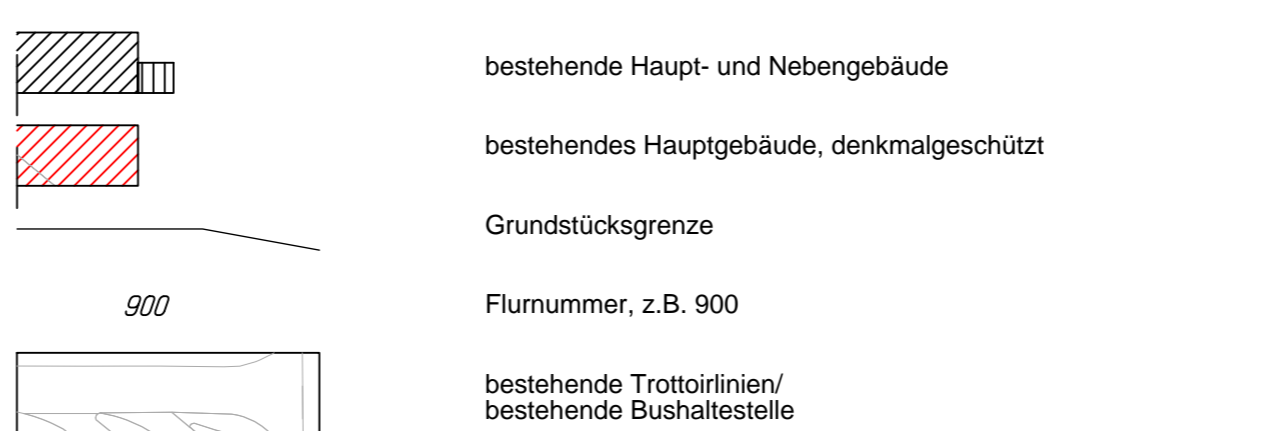 bestehende Haupt- und Nebengebäude
bestehendes Hauptgebäude, denkmalgeschützt
Grundstücksgrenze
900
Flurnummer, z.B. 900
bestehende Trottoirlinien/
bestehende Bushaltestelle